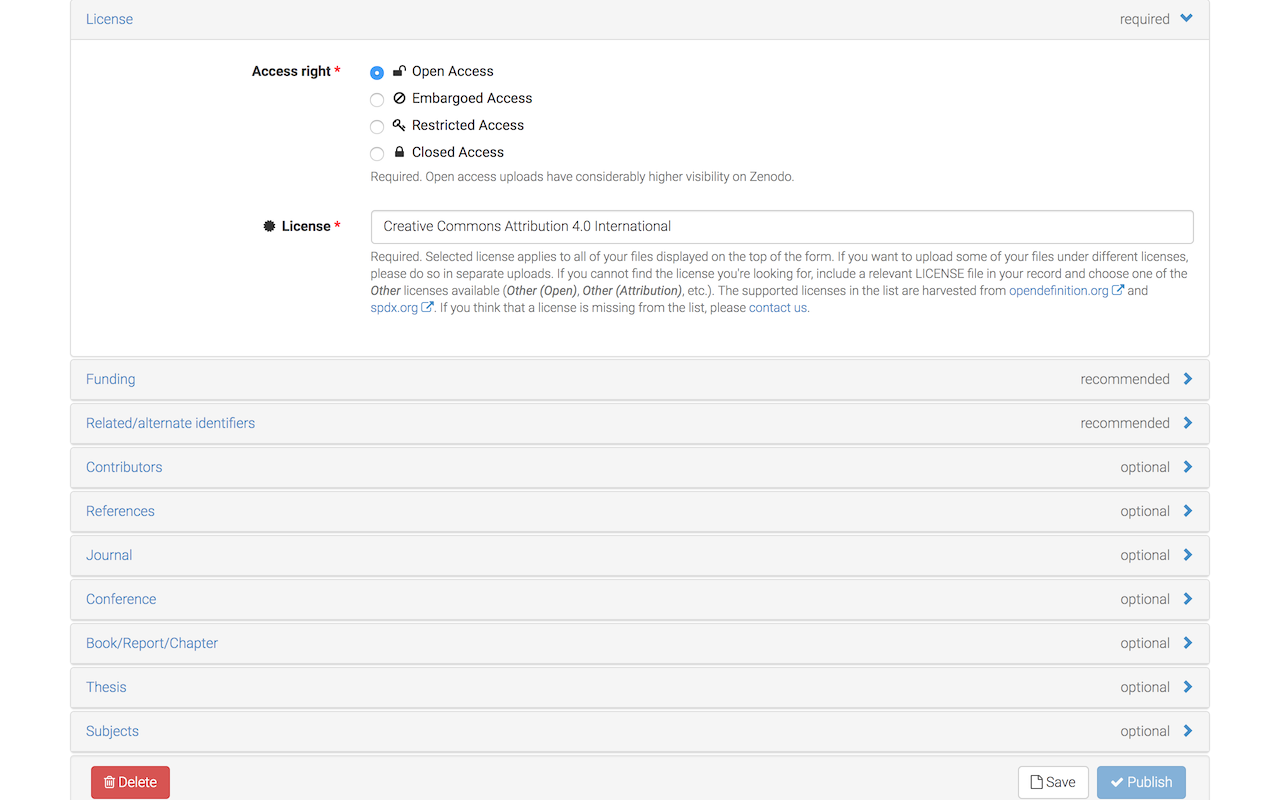 License required
Access right *
Open Access
Embargoed Access
Restricted Access
Closed Access
Required. Open access uploads have considerably higher visibility on Zenodo.
License *
Creative Commons Attribution 4.0 International
Required. Selected license applies to all of your files displayed on the top of the form. If you want to upload some of your files under different licenses,
please do so in separate uploads. If you cannot find the license you're looking for, include a relevant LICENSE file in your record and choose one of the
Other licenses available (Other (Open), Other (Attribution), etc.). The supported licenses in the list are harvested from opendefinition.org and
spdx.org. If you think that a license is missing from the list, please contact us.
Funding recommended
Related/alternate identifiers recommended
Contributors optional
References optional
Journal optional
Conference optional
Book/Report/Chapter optional
Thesis optional
Subjects optional
Delete Save Publish